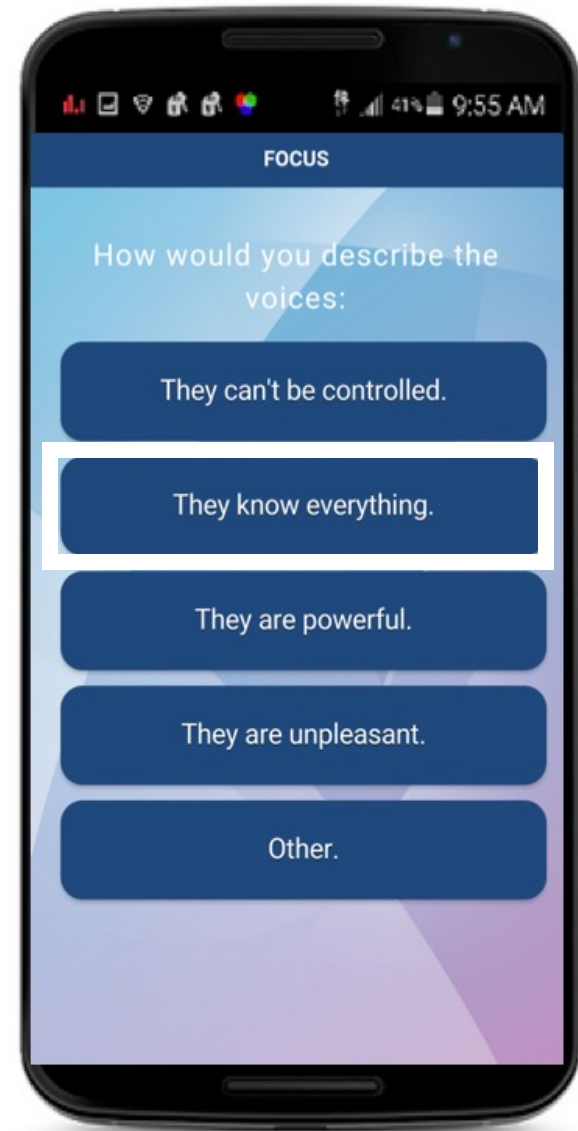 41% 9:55 AM
FOCUS
How would you describe the
voices:
They can't be controlled.
They know everything.
They are powerful.
They are unpleasant.
Other.